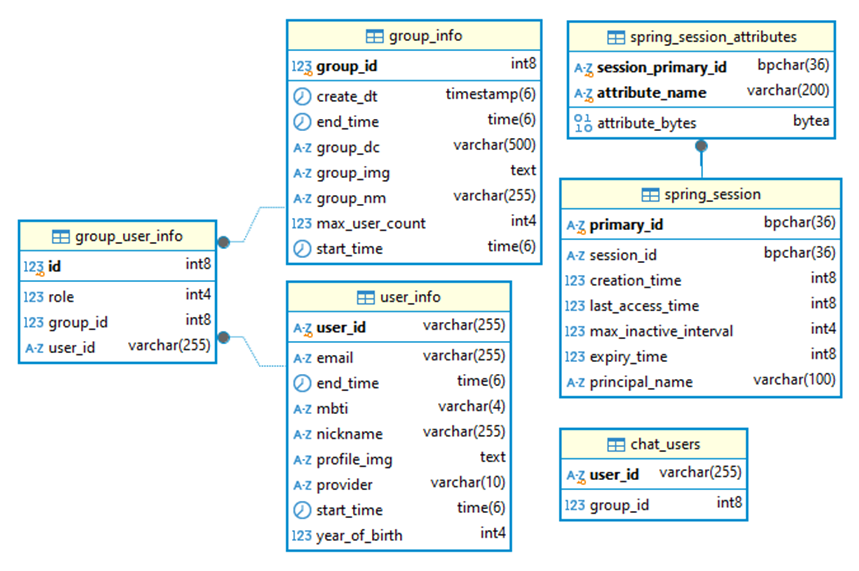 group_info
123 group_id int8
create_dt timestamp(6)
end_time time(6)
A-Z group_dc varchar(500)
A-Z group_img text
A-Z group_nm varchar(255)
123 max_user_count int4
start_time time(6)
spring_session_attributes
A-Z session_primary_id bpchar(36)
A-Z attribute_name varchar(200)
01
10 attribute_bytes bytea
spring_session
A-Z primary_id bpchar(36)
A-Z session_id bpchar(36)
123 creation_time int8
123 last_access_time int8
123 max_inactive_interval int4
123 expiry_time int8
A-Z principal_name varchar(100)
group_user_info
123 id int8
123 role int4
123 group_id int8
A-Z user_id varchar(255)
user_info
A-Z user_id varchar(255)
A-Z email varchar(255)
end_time time(6)
A-Z mbti varchar(4)
A-Z nickname varchar(255)
A-Z profile_img text
A-Z provider varchar(10)
start_time time(6)
123 year_of_birth int4
chat_users
A-Z user_id varchar(255)
123 group_id int8